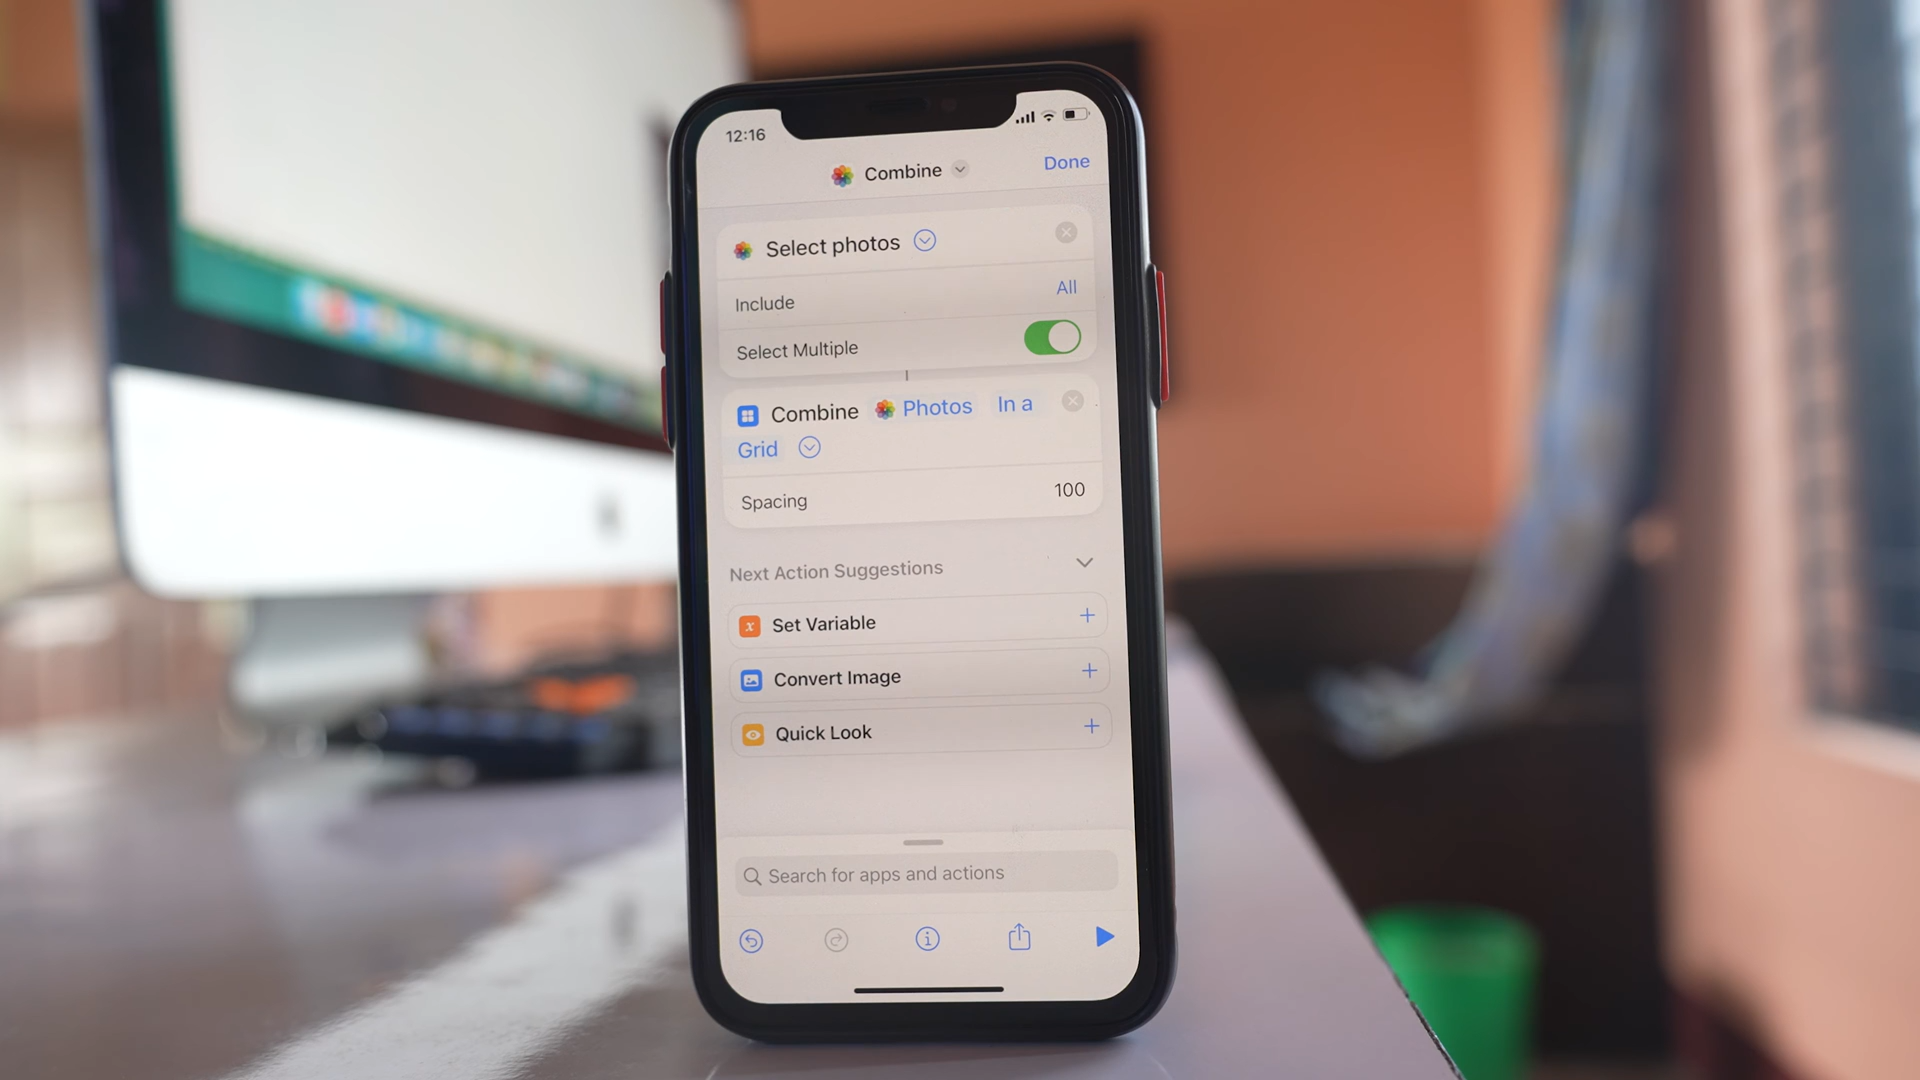 12:16
Combine
Done
Select photos
Include
All
Select Multiple
Combine Photos In a
Grid
Spacing
100
Next Action Suggestions
x Set Variable
Convert Image
Quick Look
Search for apps and actions